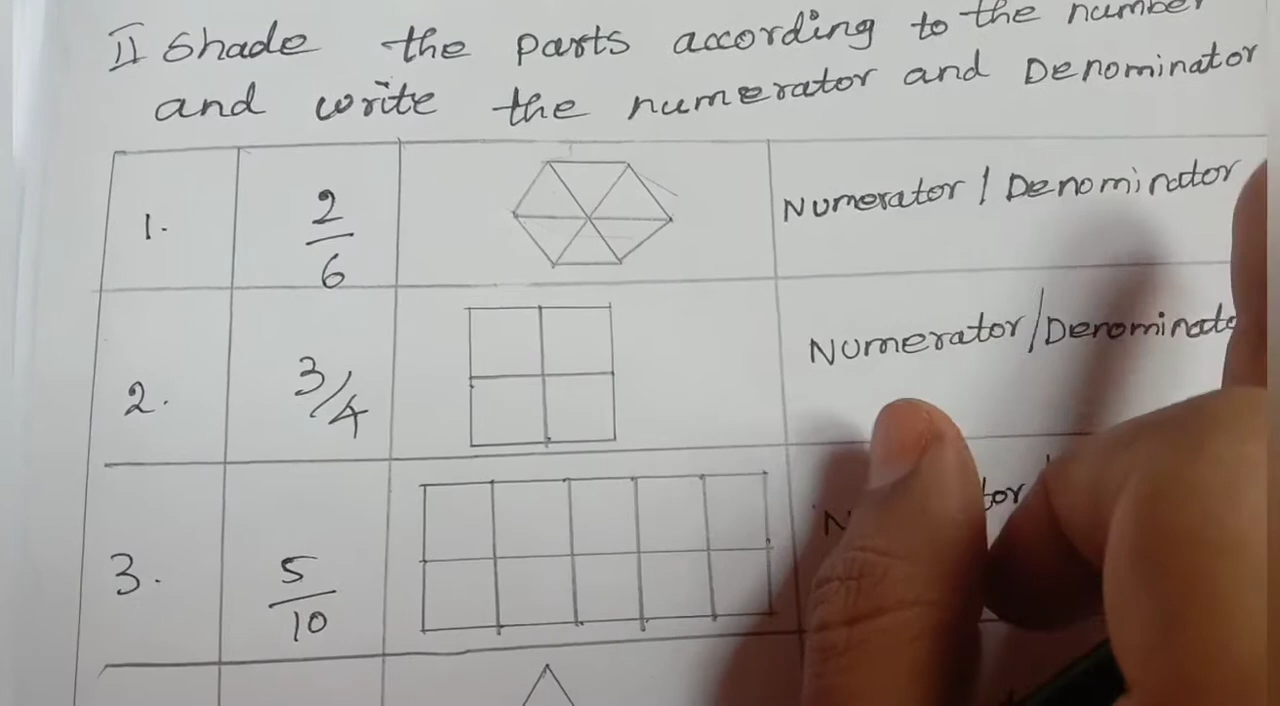 II Shade the parts according to the number
and write the numerator and Denominator
1. 2/6 Numerator / Denominator
2. 3/4 Numerator/Denominato
3. 5/10